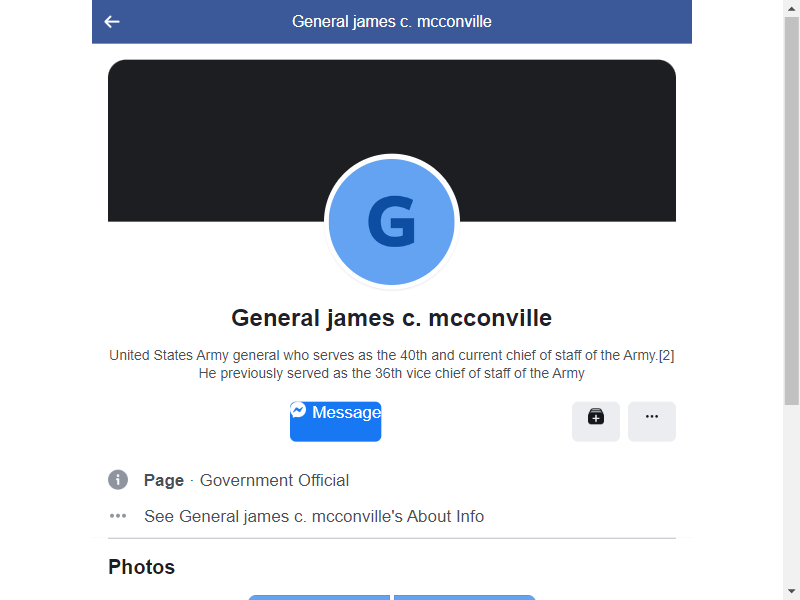 General james c. mcconville
G
General james c. mcconville
United States Army general who serves as the 40th and current chief of staff of the Army.[2]
He previously served as the 36th vice chief of staff of the Army
Message
Page · Government Official
See General james c. mcconville's About Info
Photos